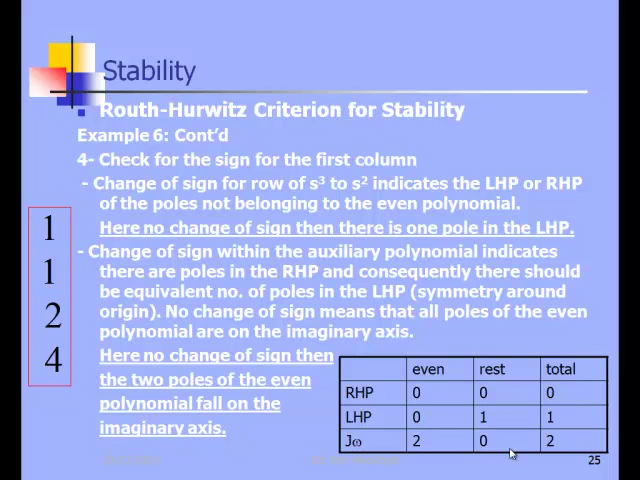 Stability
Routh-Hurwitz Criterion for Stability
Example 6: Cont'd
4- Check for the sign for the first column
- Change of sign for row of s³ to s² indicates the LHP or RHP
of the poles not belonging to the even polynomial.
Here no change of sign then there is one pole in the LHP.
- Change of sign within the auxiliary polynomial indicates
there are poles in the RHP and consequently there should
be equivalent no. of poles in the LHP (symmetry around
origin). No change of sign means that all poles of the even
polynomial are on the imaginary axis.
Here no change of sign then
the two poles of the even
polynomial fall on the
imaginary axis.
1
1
2
4
even rest total
RHP 0 0 0
LHP 0 1 1
Jω 2 0 2
25